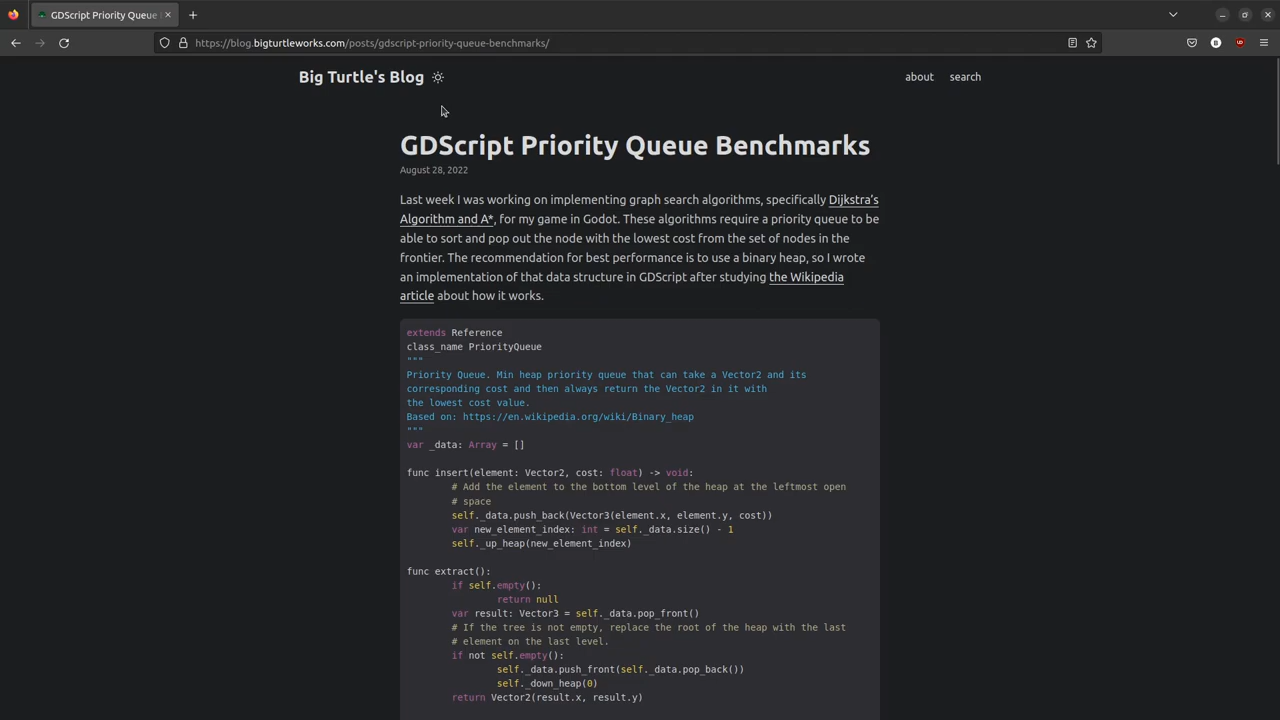 GDScript Priority Queue
https://blog.bigturtleworks.com/posts/gdscript-priority-queue-benchmarks/
Big Turtle's Blog
about
search
GDScript Priority Queue Benchmarks
August 28, 2022
Last week I was working on implementing graph search algorithms, specifically Dijkstra's
Algorithm and A*, for my game in Godot. These algorithms require a priority queue to be
able to sort and pop out the node with the lowest cost from the set of nodes in the
frontier. The recommendation for best performance is to use a binary heap, so I wrote
an implementation of that data structure in GDScript after studying the Wikipedia
article about how it works.
extends Reference
class_name PriorityQueue
"""
Priority Queue. Min heap priority queue that can take a Vector2 and its
corresponding cost and then always return the Vector2 in it with
the lowest cost value.
Based on: https://en.wikipedia.org/wiki/Binary_heap
"""
var _data: Array = []
func insert(element: Vector2, cost: float) -> void:
# Add the element to the bottom level of the heap at the leftmost open
# space
self._data.push_back(Vector3(element.x, element.y, cost))
var new_element_index: int = self._data.size() - 1
self._up_heap(new_element_index)
func extract():
if self.empty():
return null
var result: Vector3 = self._data.pop_front()
# If the tree is not empty, replace the root of the heap with the last
# element on the last level.
if not self.empty():
self._data.push_front(self._data.pop_back())
self._down_heap(0)
return Vector2(result.x, result.y)